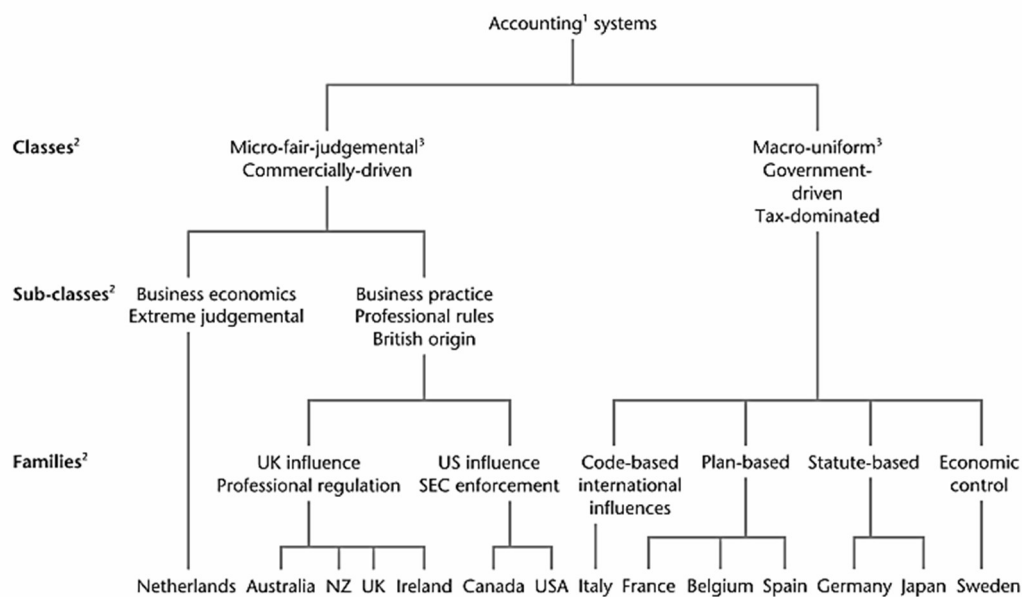 Accounting¹ systems
Classes²
Micro-fair-judgemental³
Commercially-driven
Macro-uniform³
Government-
driven
Tax-dominated
Sub-classes²
Business economics
Extreme judgemental
Business practice
Professional rules
British origin
Families²
UK influence
Professional regulation
US influence
SEC enforcement
Code-based
international
influences
Plan-based
Statute-based
Economic
control
Netherlands Australia NZ UK Ireland Canada USA Italy France Belgium Spain Germany Japan Sweden